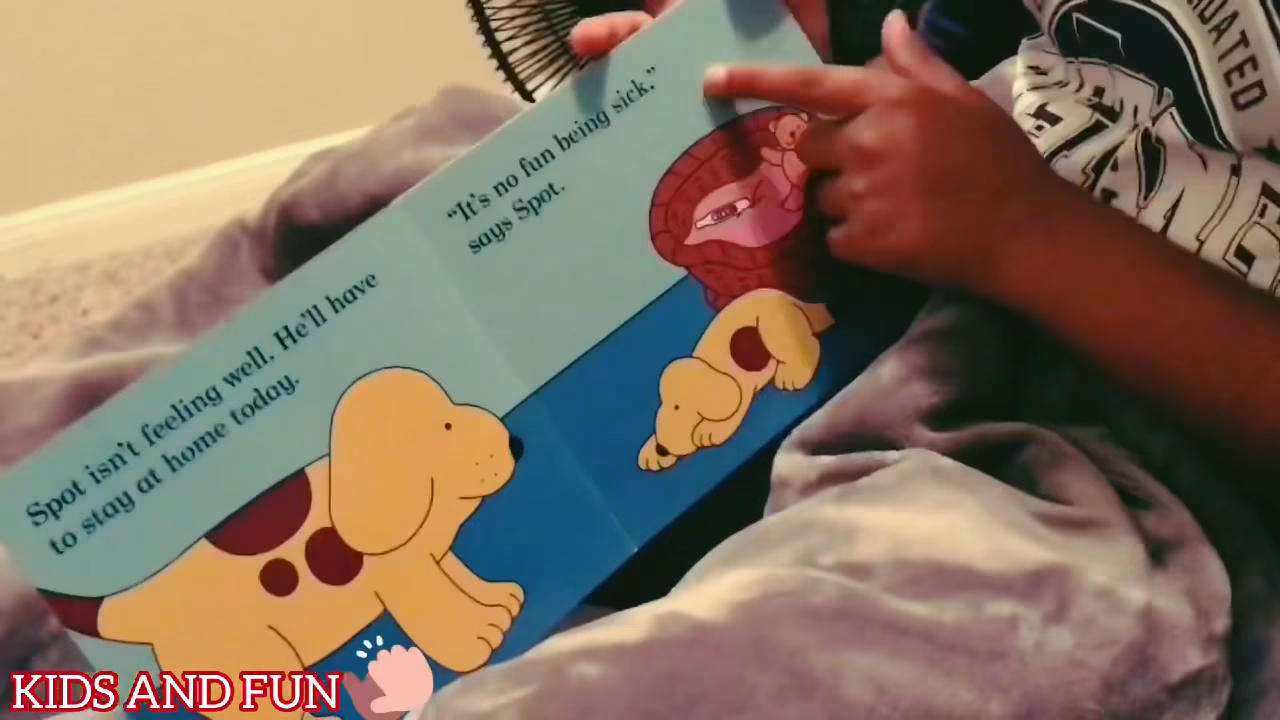 Spot isn't feeling well. He'll have
to stay at home today.
"It's no fun being sick,"
says Spot.
KIDS AND FUN